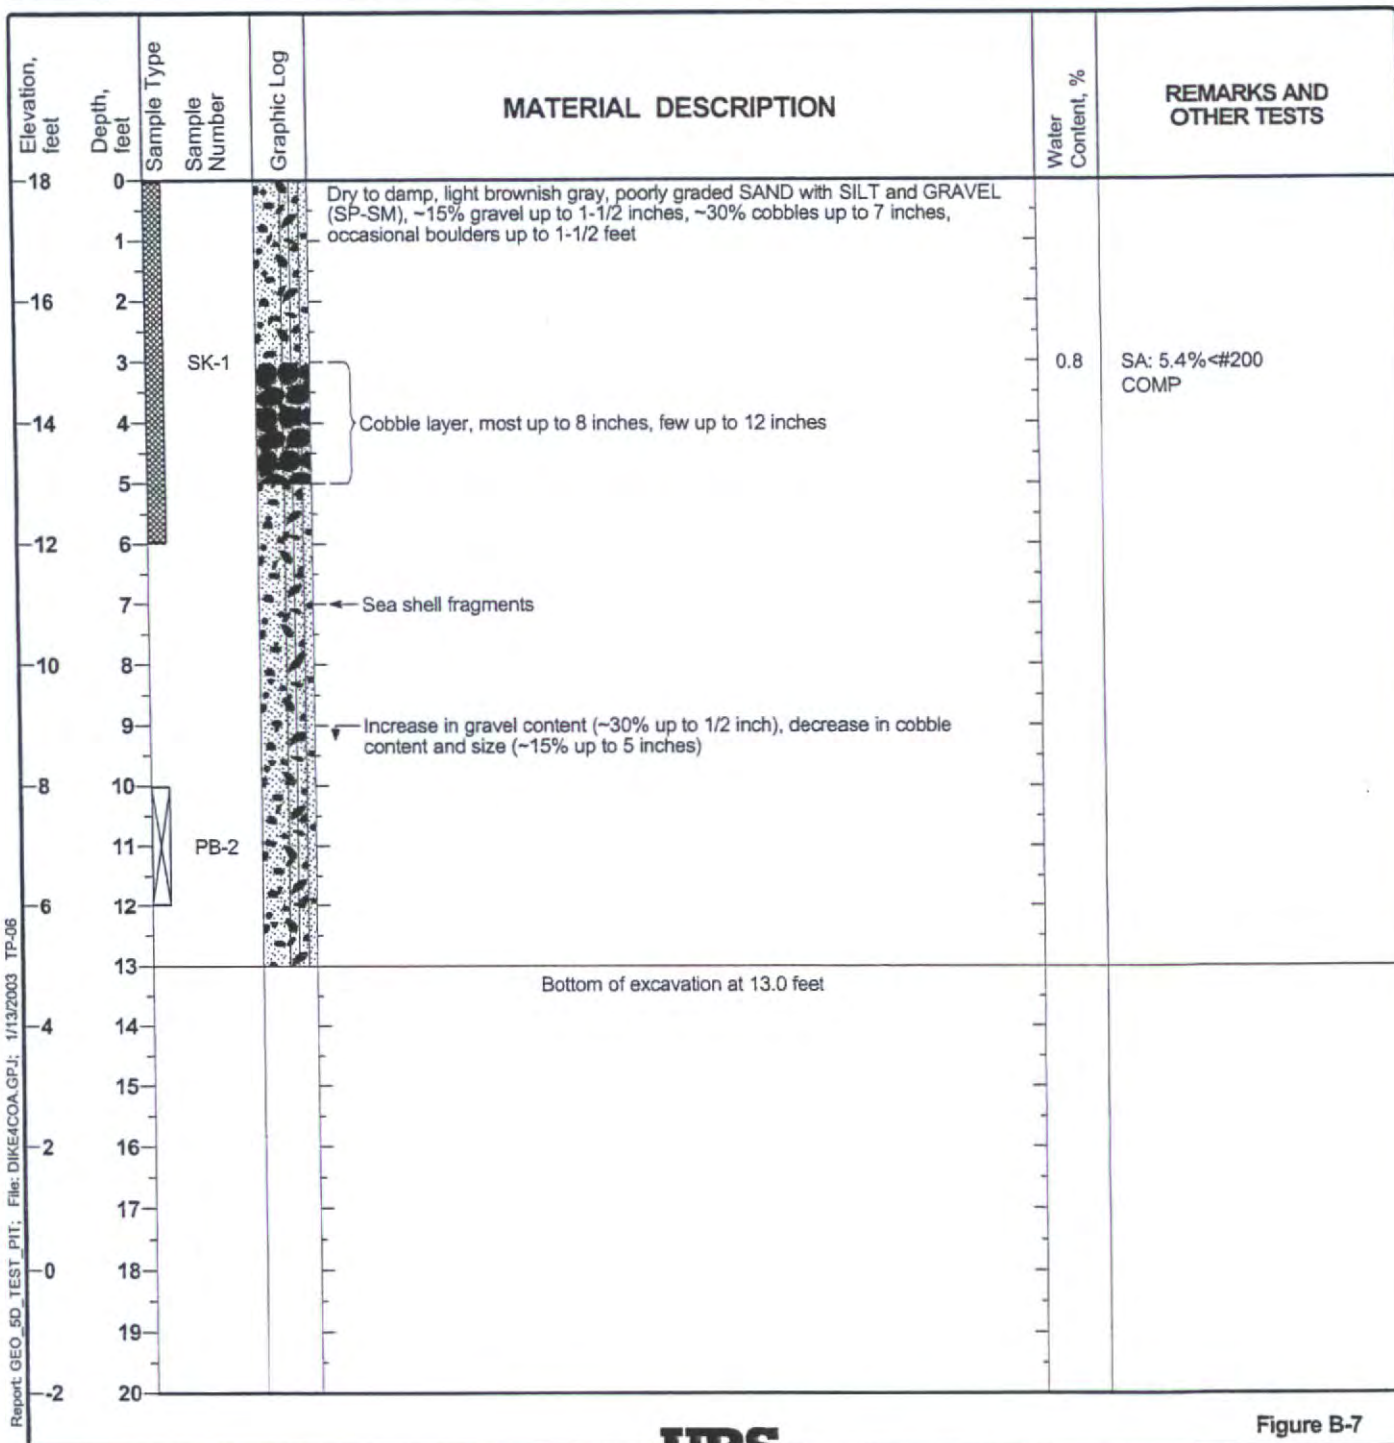 Elevation, feet
Depth, feet
Sample Type
Sample Number
Graphic Log
MATERIAL DESCRIPTION
Water Content, %
REMARKS AND
OTHER TESTS
18
0
Dry to damp, light brownish gray, poorly graded SAND with SILT and GRAVEL
(SP-SM), ~15% gravel up to 1-1/2 inches, ~30% cobbles up to 7 inches,
occasional boulders up to 1-1/2 feet
1
16
2
3
SK-1
0.8
SA: 5.4%<#200
COMP
14
4
Cobble layer, most up to 8 inches, few up to 12 inches
5
12
6
7
Sea shell fragments
10
8
9
Increase in gravel content (~30% up to 1/2 inch), decrease in cobble
content and size (~15% up to 5 inches)
8
10
11
PB-2
6
12
13
Bottom of excavation at 13.0 feet
4
14
15
2
16
17
0
18
19
-2
20
Report: GEO_5D_TEST_PIT; File: DIKE4COA.GPJ; 1/13/2003 TP-06
URS
Figure B-7